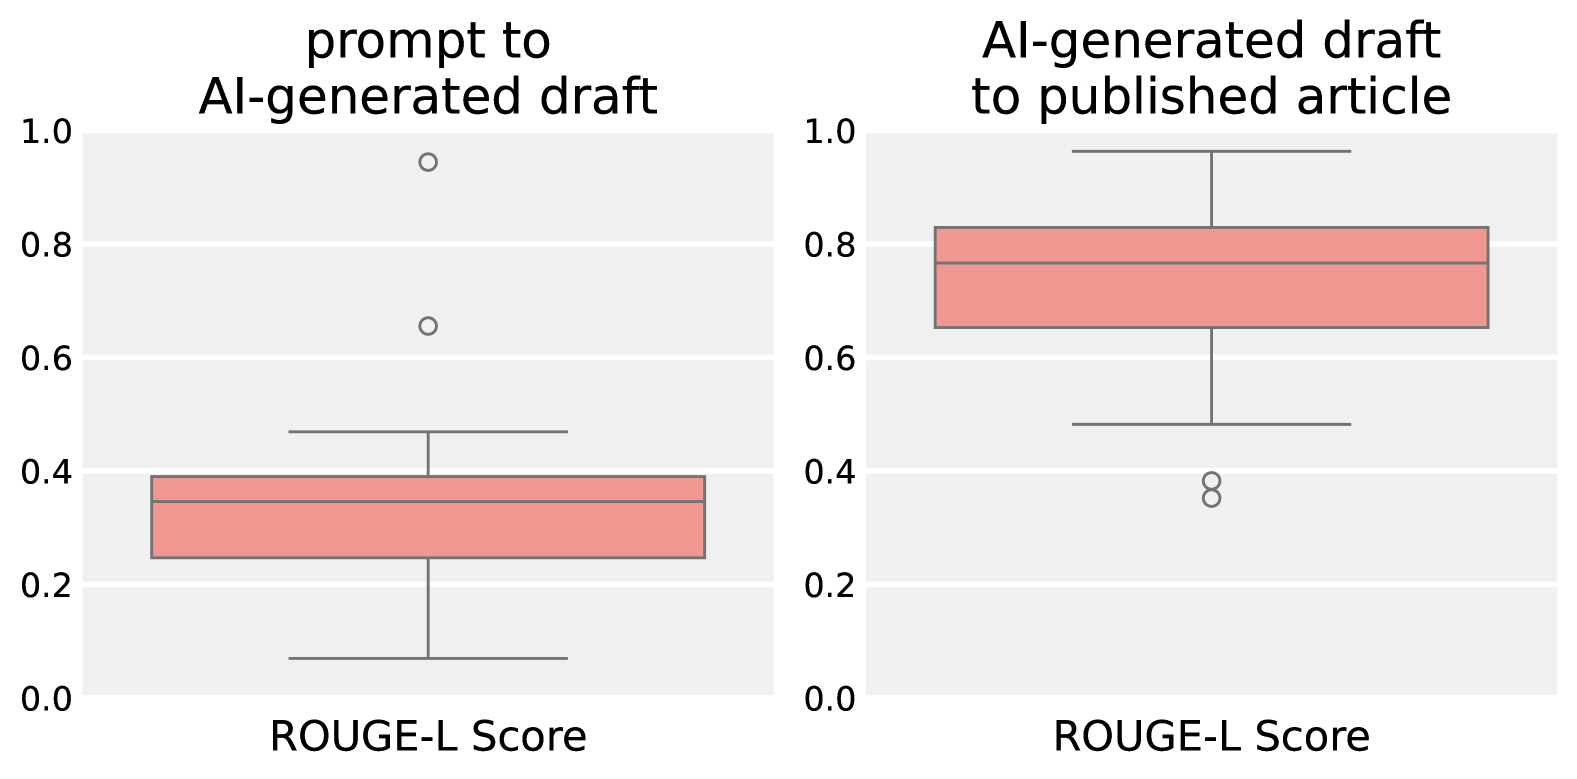 prompt to
AI-generated draft
1.0
0.8
0.6
0.4
0.2
0.0
ROUGE-L Score
AI-generated draft
to published article
1.0
0.8
0.6
0.4
0.2
0.0
ROUGE-L Score